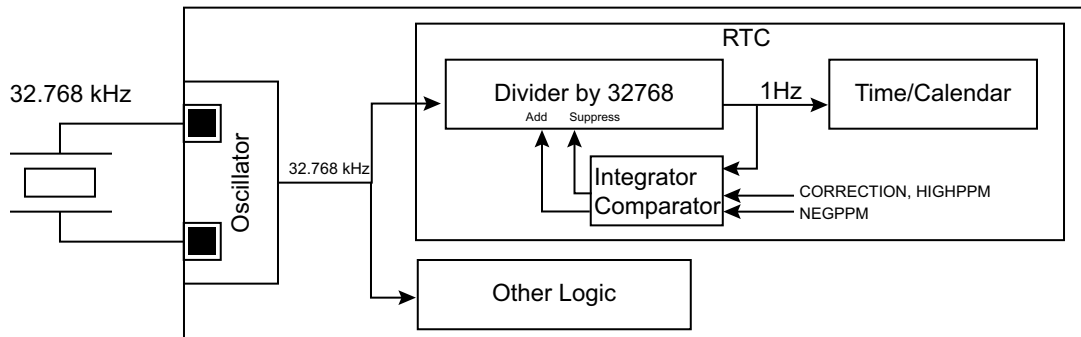 RTC
32.768 kHz
Oscillator
32.768 kHz
Divider by 32768
Add Suppress
1Hz
Time/Calendar
Integrator
Comparator
CORRECTION, HIGHPPM
NEGPPM
Other Logic